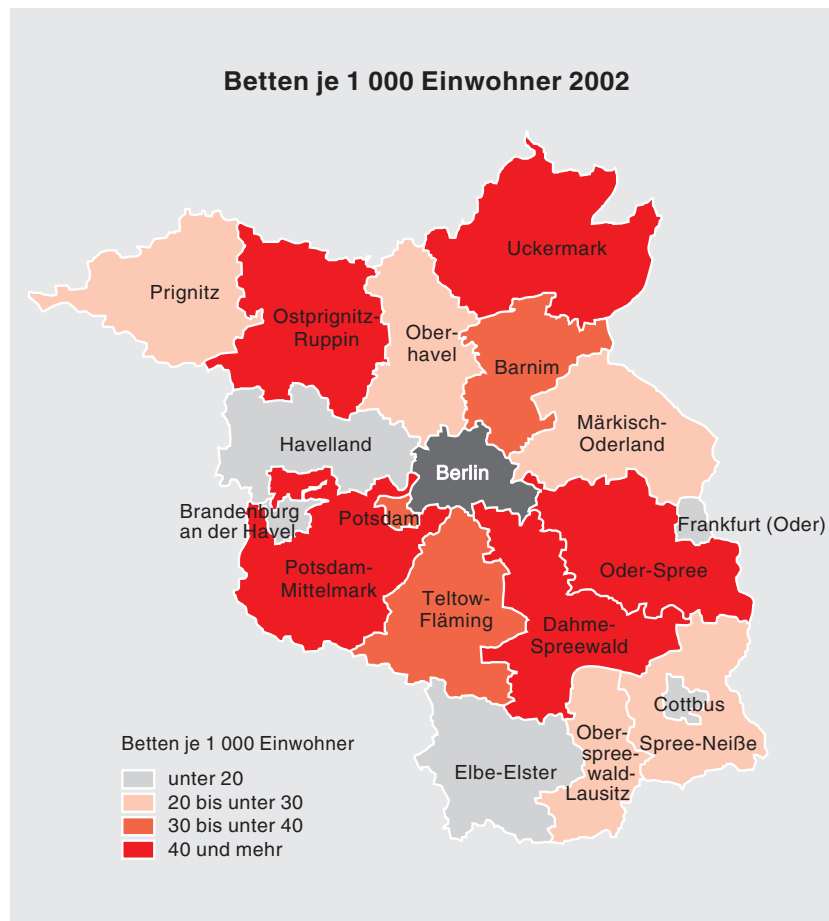 Betten je 1 000 Einwohner 2002
Uckermark
Prignitz
Ostprignitz-
Ruppin
Ober-
havel
Barnim
Märkisch-
Oderland
Havelland
Berlin
Brandenburg
an der Havel
Potsdam
Frankfurt (Oder)
Potsdam-
Mittelmark
Teltow-
Fläming
Oder-Spree
Dahme-
Spreewald
Cottbus
Spree-Neiße
Ober-
spree-
wald-
Lausitz
Elbe-Elster
Betten je 1 000 Einwohner
unter 20
20 bis unter 30
30 bis unter 40
40 und mehr